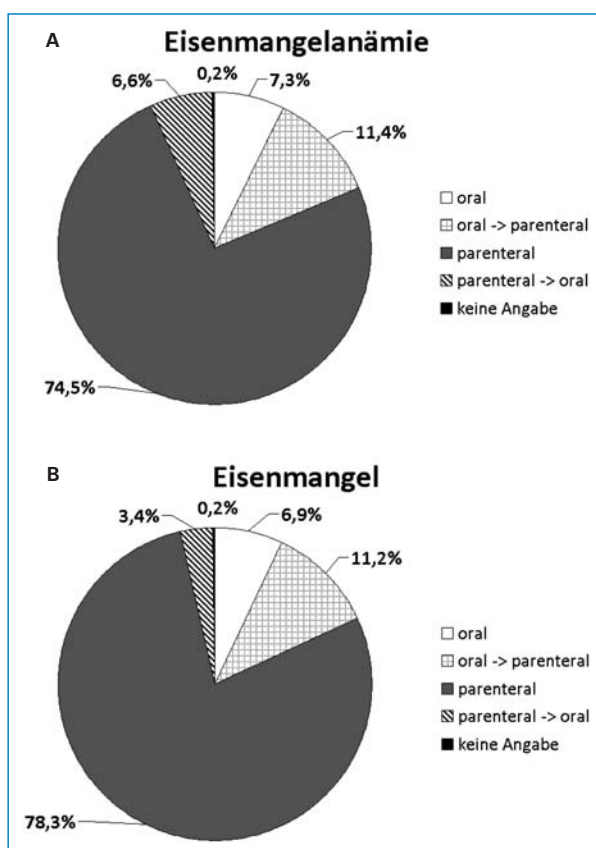 A
Eisenmangelanämie
6,6%
0,2%
7,3%
11,4%
74,5%
oral
oral -> parenteral
parenteral
parenteral -> oral
keine Angabe
B
Eisenmangel
3,4%
0,2%
6,9%
11,2%
78,3%
oral
oral -> parenteral
parenteral
parenteral -> oral
keine Angabe